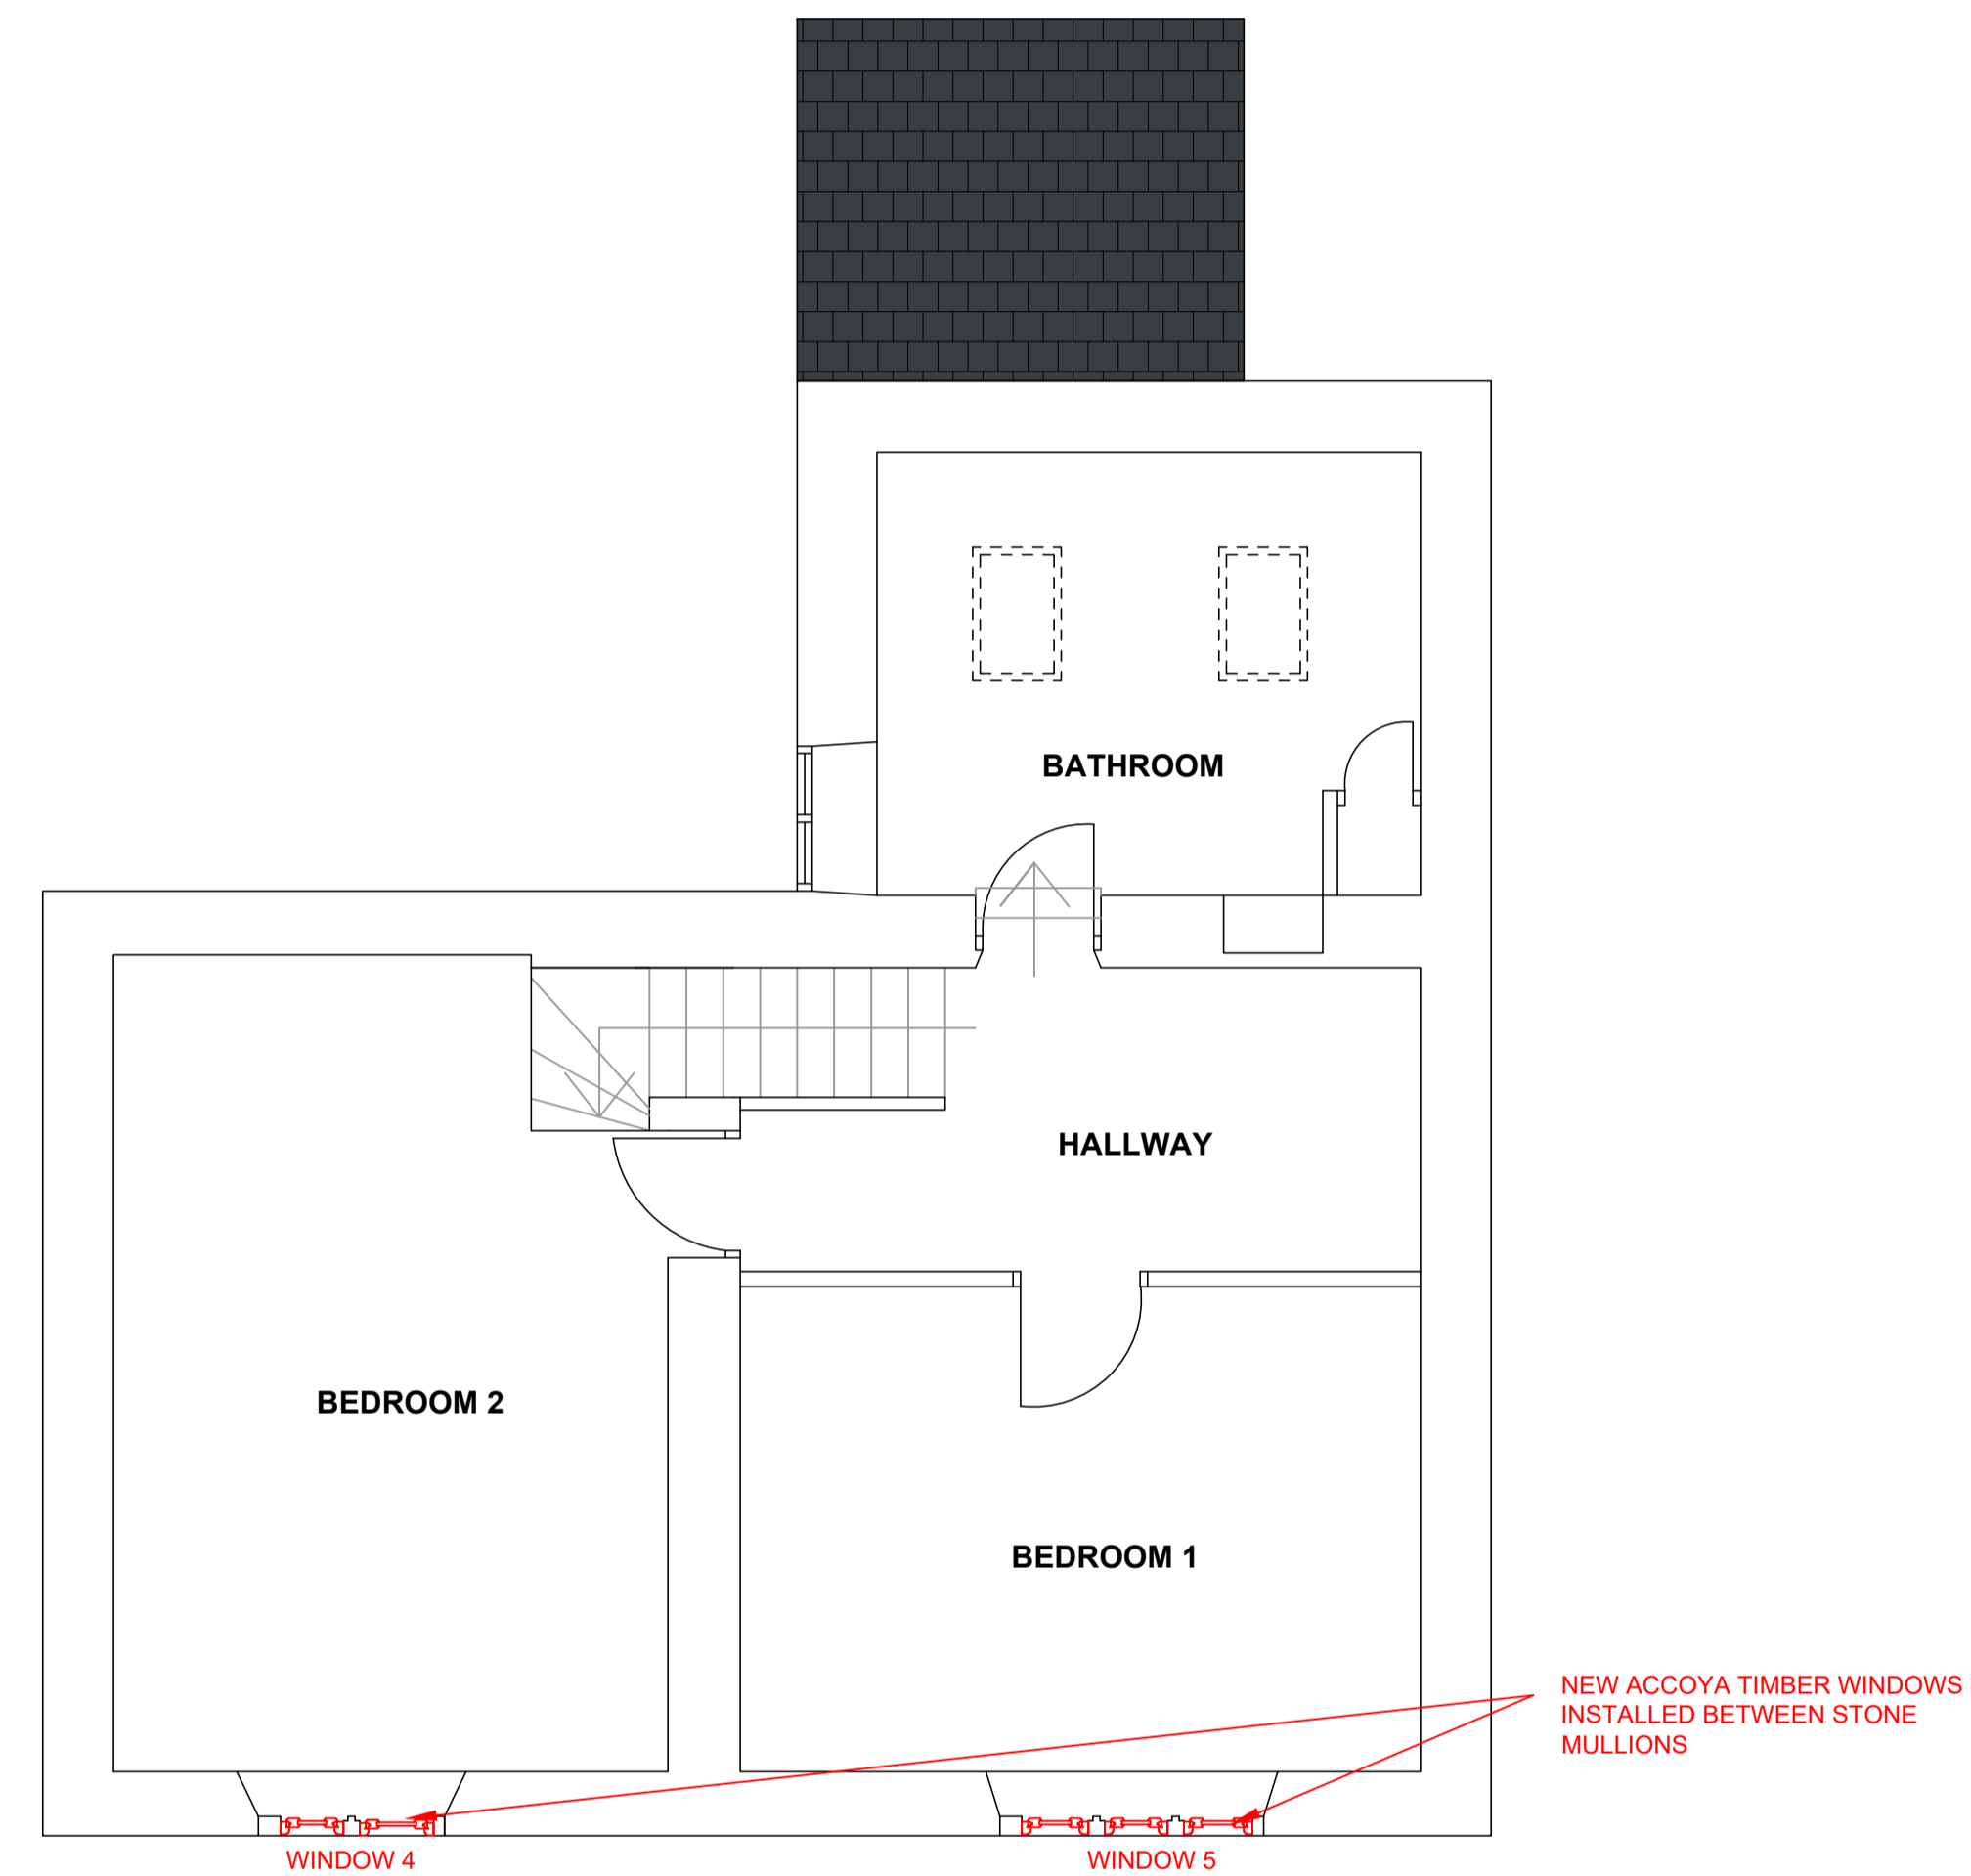 BATHROOM
HALLWAY
BEDROOM 2
BEDROOM 1
NEW ACCOYA TIMBER WINDOWS
INSTALLED BETWEEN STONE
MULLIONS
WINDOW 4
WINDOW 5